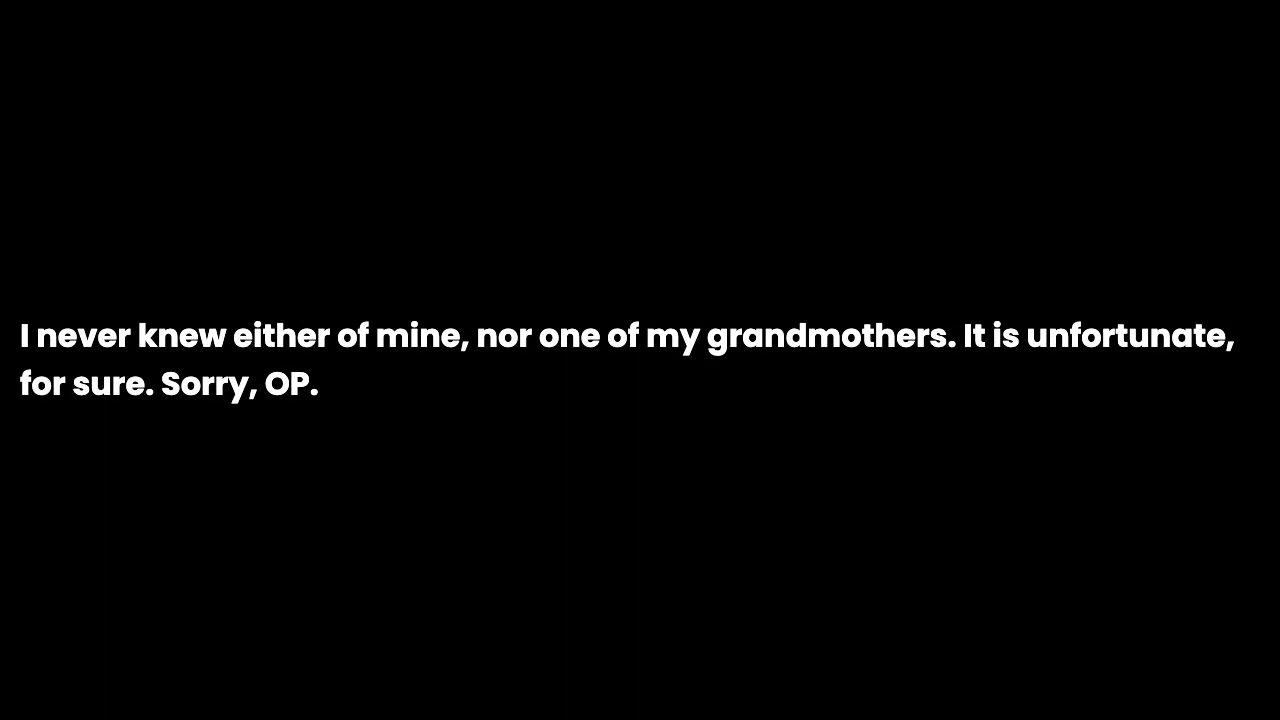 I never knew either of mine, nor one of my grandmothers. It is unfortunate,
for sure. Sorry, OP.